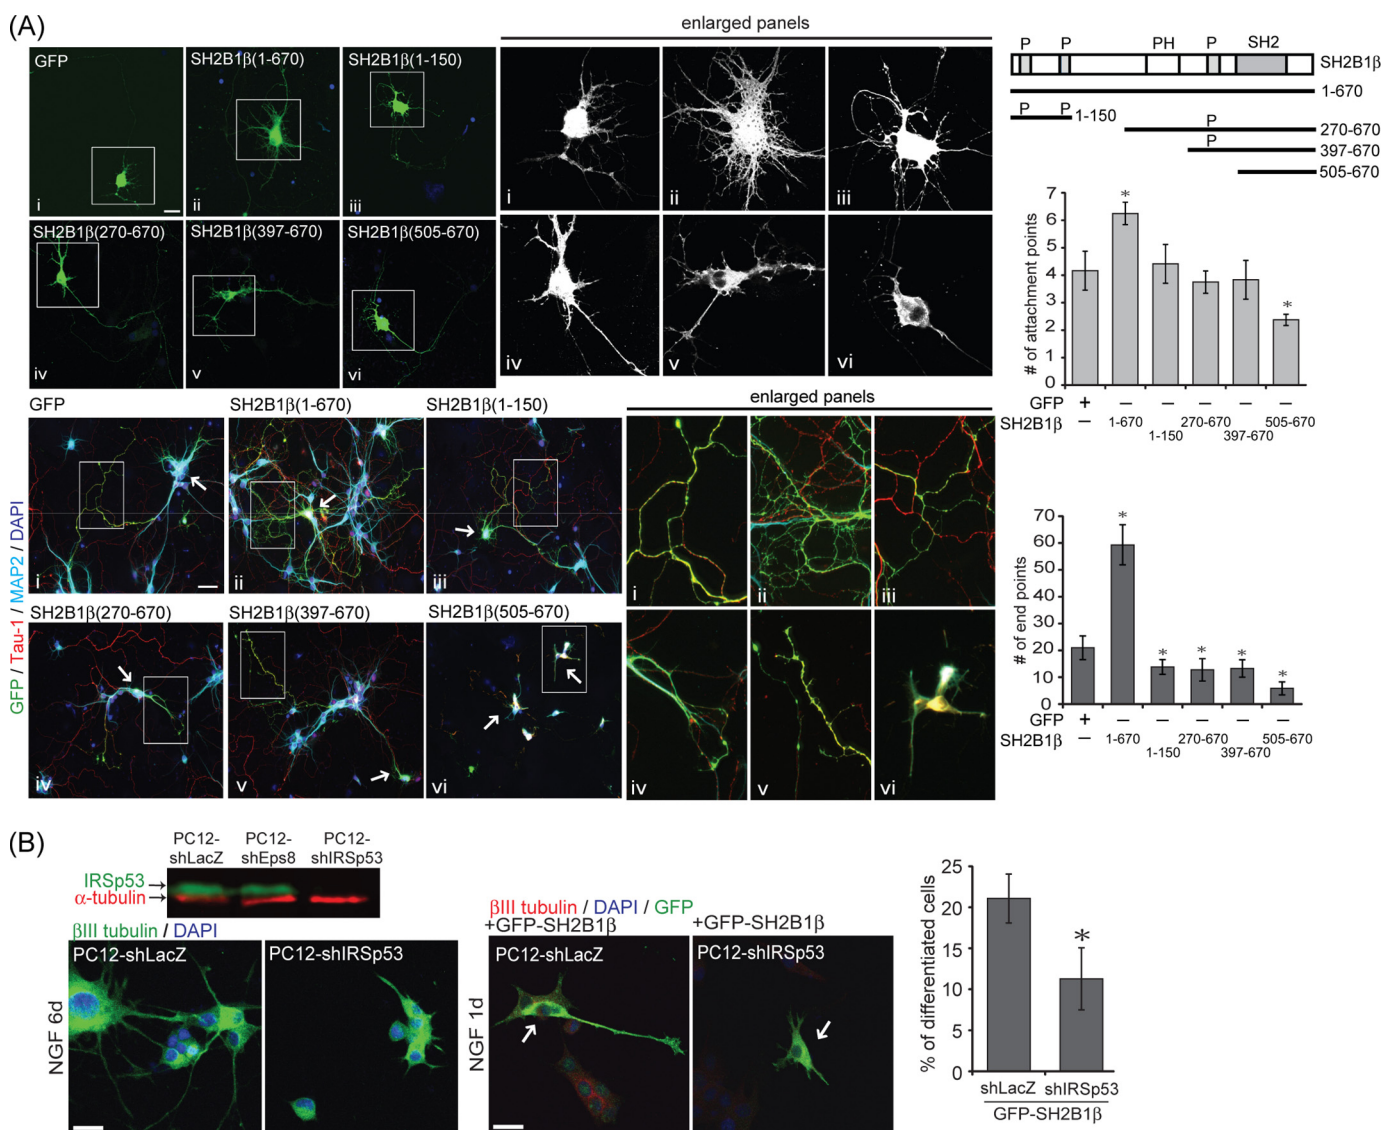 (A)
enlarged panels
GFP
SH2B1β(1-670)
SH2B1β(1-150)
i
ii
iii
i
ii
iii
SH2B1β(270-670)
SH2B1β(397-670)
SH2B1β(505-670)
iv
v
vi
iv
v
vi
P P PH P SH2
SH2B1β
1-670
P P
1-150
P
270-670
P
397-670
505-670
# of attachment points
7
6
5
4
3
2
1
0
* *
GFP + – – – – –
SH2B1β – 1-670 1-150 270-670 397-670 505-670
GFP / Tau-1 / MAP2 / DAPI
GFP
SH2B1β(1-670)
SH2B1β(1-150)
enlarged panels
i
ii
iii
i
ii
iii
SH2B1β(270-670)
SH2B1β(397-670)
SH2B1β(505-670)
iv
v
vi
iv
v
vi
# of end points
70
60
50
40
30
20
10
0
* * * * *
GFP + – – – – –
SH2B1β – 1-670 1-150 270-670 397-670 505-670
(B)
PC12-shLacZ
PC12-shEps8
PC12-shIRSp53
IRSp53
α-tubulin
βIII tubulin / DAPI
PC12-shLacZ
PC12-shIRSp53
NGF 6d
βIII tubulin / DAPI / GFP
+GFP-SH2B1β
+GFP-SH2B1β
PC12-shLacZ
PC12-shIRSp53
NGF 1d
% of differentiated cells
25
20
15
10
5
0
*
shLacZ shIRSp53
GFP-SH2B1β